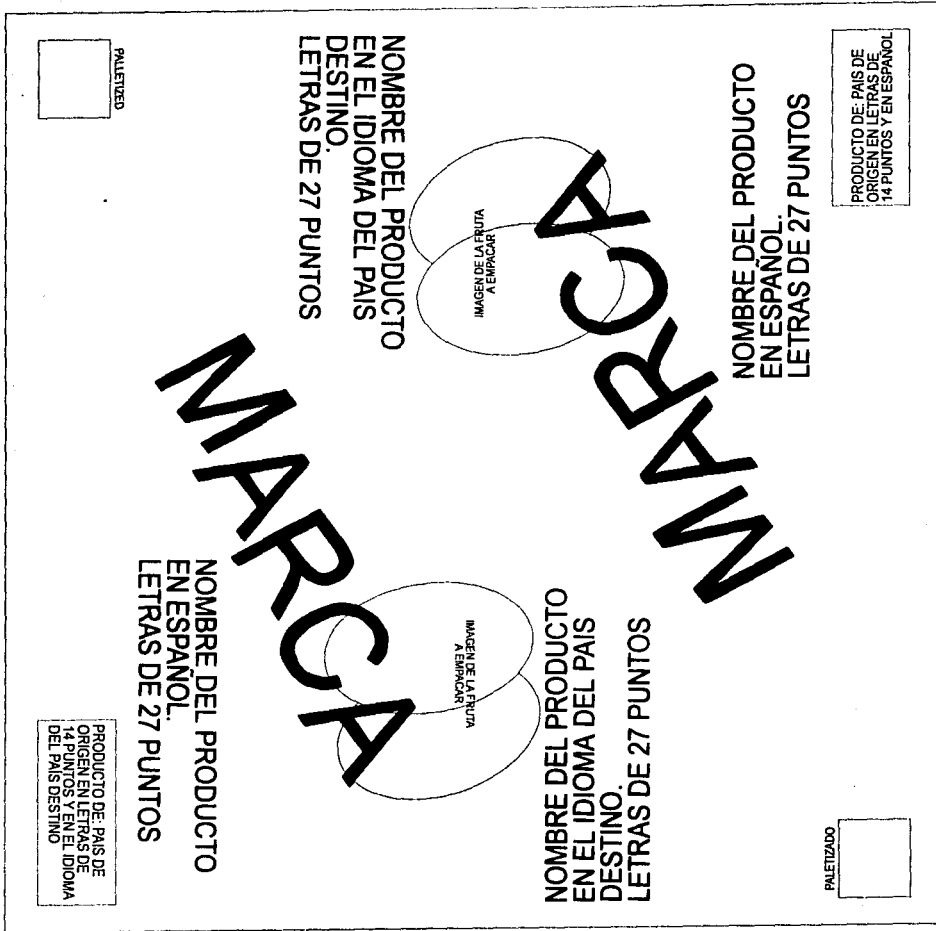 PALLETIZED
NOMBRE DEL PRODUCTO
EN EL IDIOMA DEL PAIS
DESTINO.
LETRAS DE 27 PUNTOS
IMAGEN DE LA FRUTA
A EMPACAR
MARCA
NOMBRE DEL PRODUCTO
EN ESPAÑOL.
LETRAS DE 27 PUNTOS
PRODUCTO DE: PAIS DE
ORIGEN EN LETRAS DE
14 PUNTOS Y EN ESPAÑOL
MARCA
NOMBRE DEL PRODUCTO
EN ESPAÑOL.
LETRAS DE 27 PUNTOS
IMAGEN DE LA FRUTA
A EMPACAR
NOMBRE DEL PRODUCTO
EN EL IDIOMA DEL PAIS
DESTINO.
LETRAS DE 27 PUNTOS
PRODUCTO DE: PAIS DE
ORIGEN EN LETRAS DE
14 PUNTOS Y EN EL IDIOMA
DEL PAÍS DESTINO
PALETIZADO